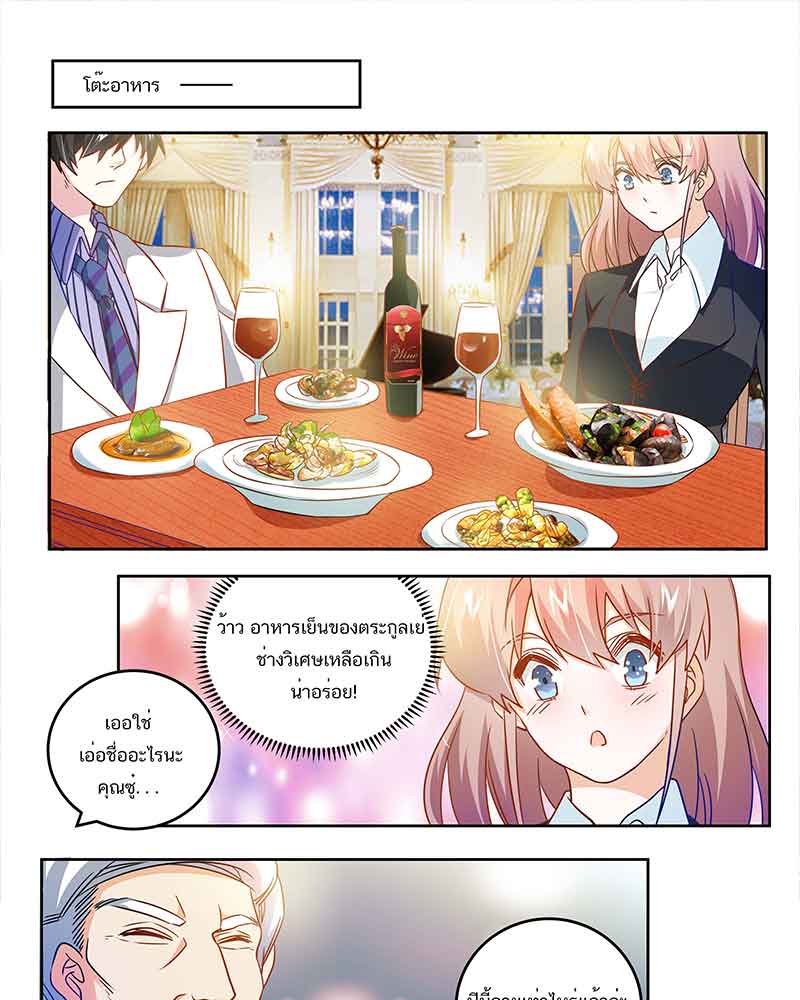 โต๊ะอาหาร ——
Wine
ว้าว อาหารเย็นของตระกูลเย
ช่างวิเศษเหลือเกิน
น่าอร่อย!
เออใช่
เอ่อชื่ออะไรนะ
คุณซู่...